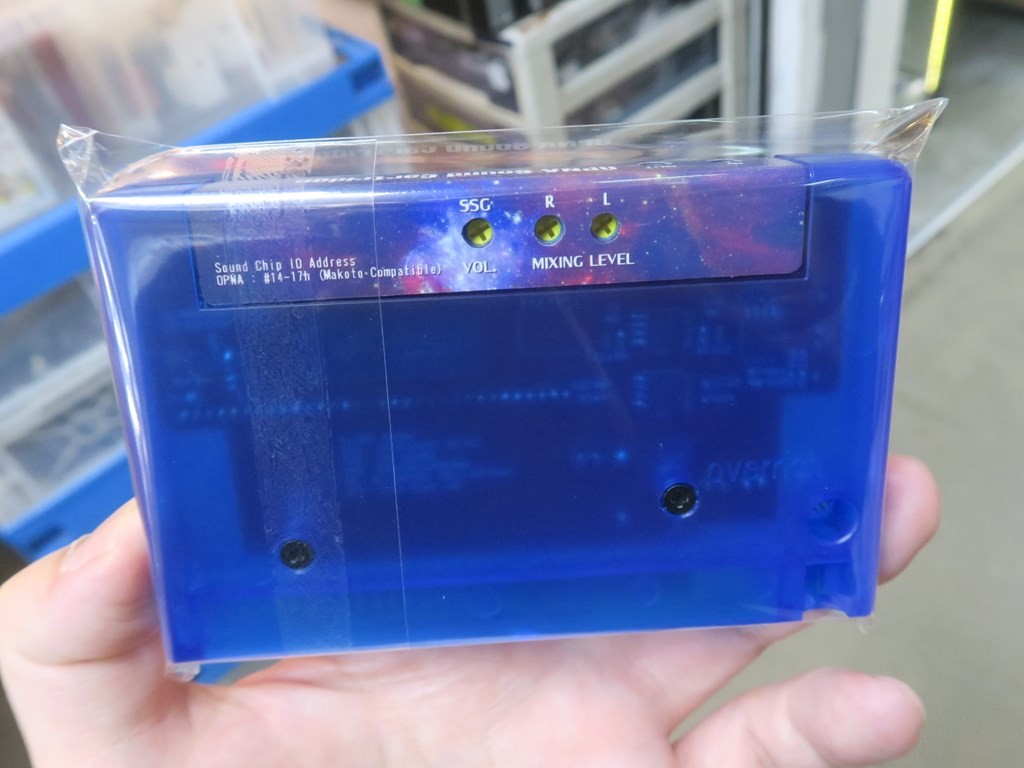 SSG R L
VOL. MIXING LEVEL
Sound Chip IO Address
OPNA : #14-17h (Makoto-Compatible)